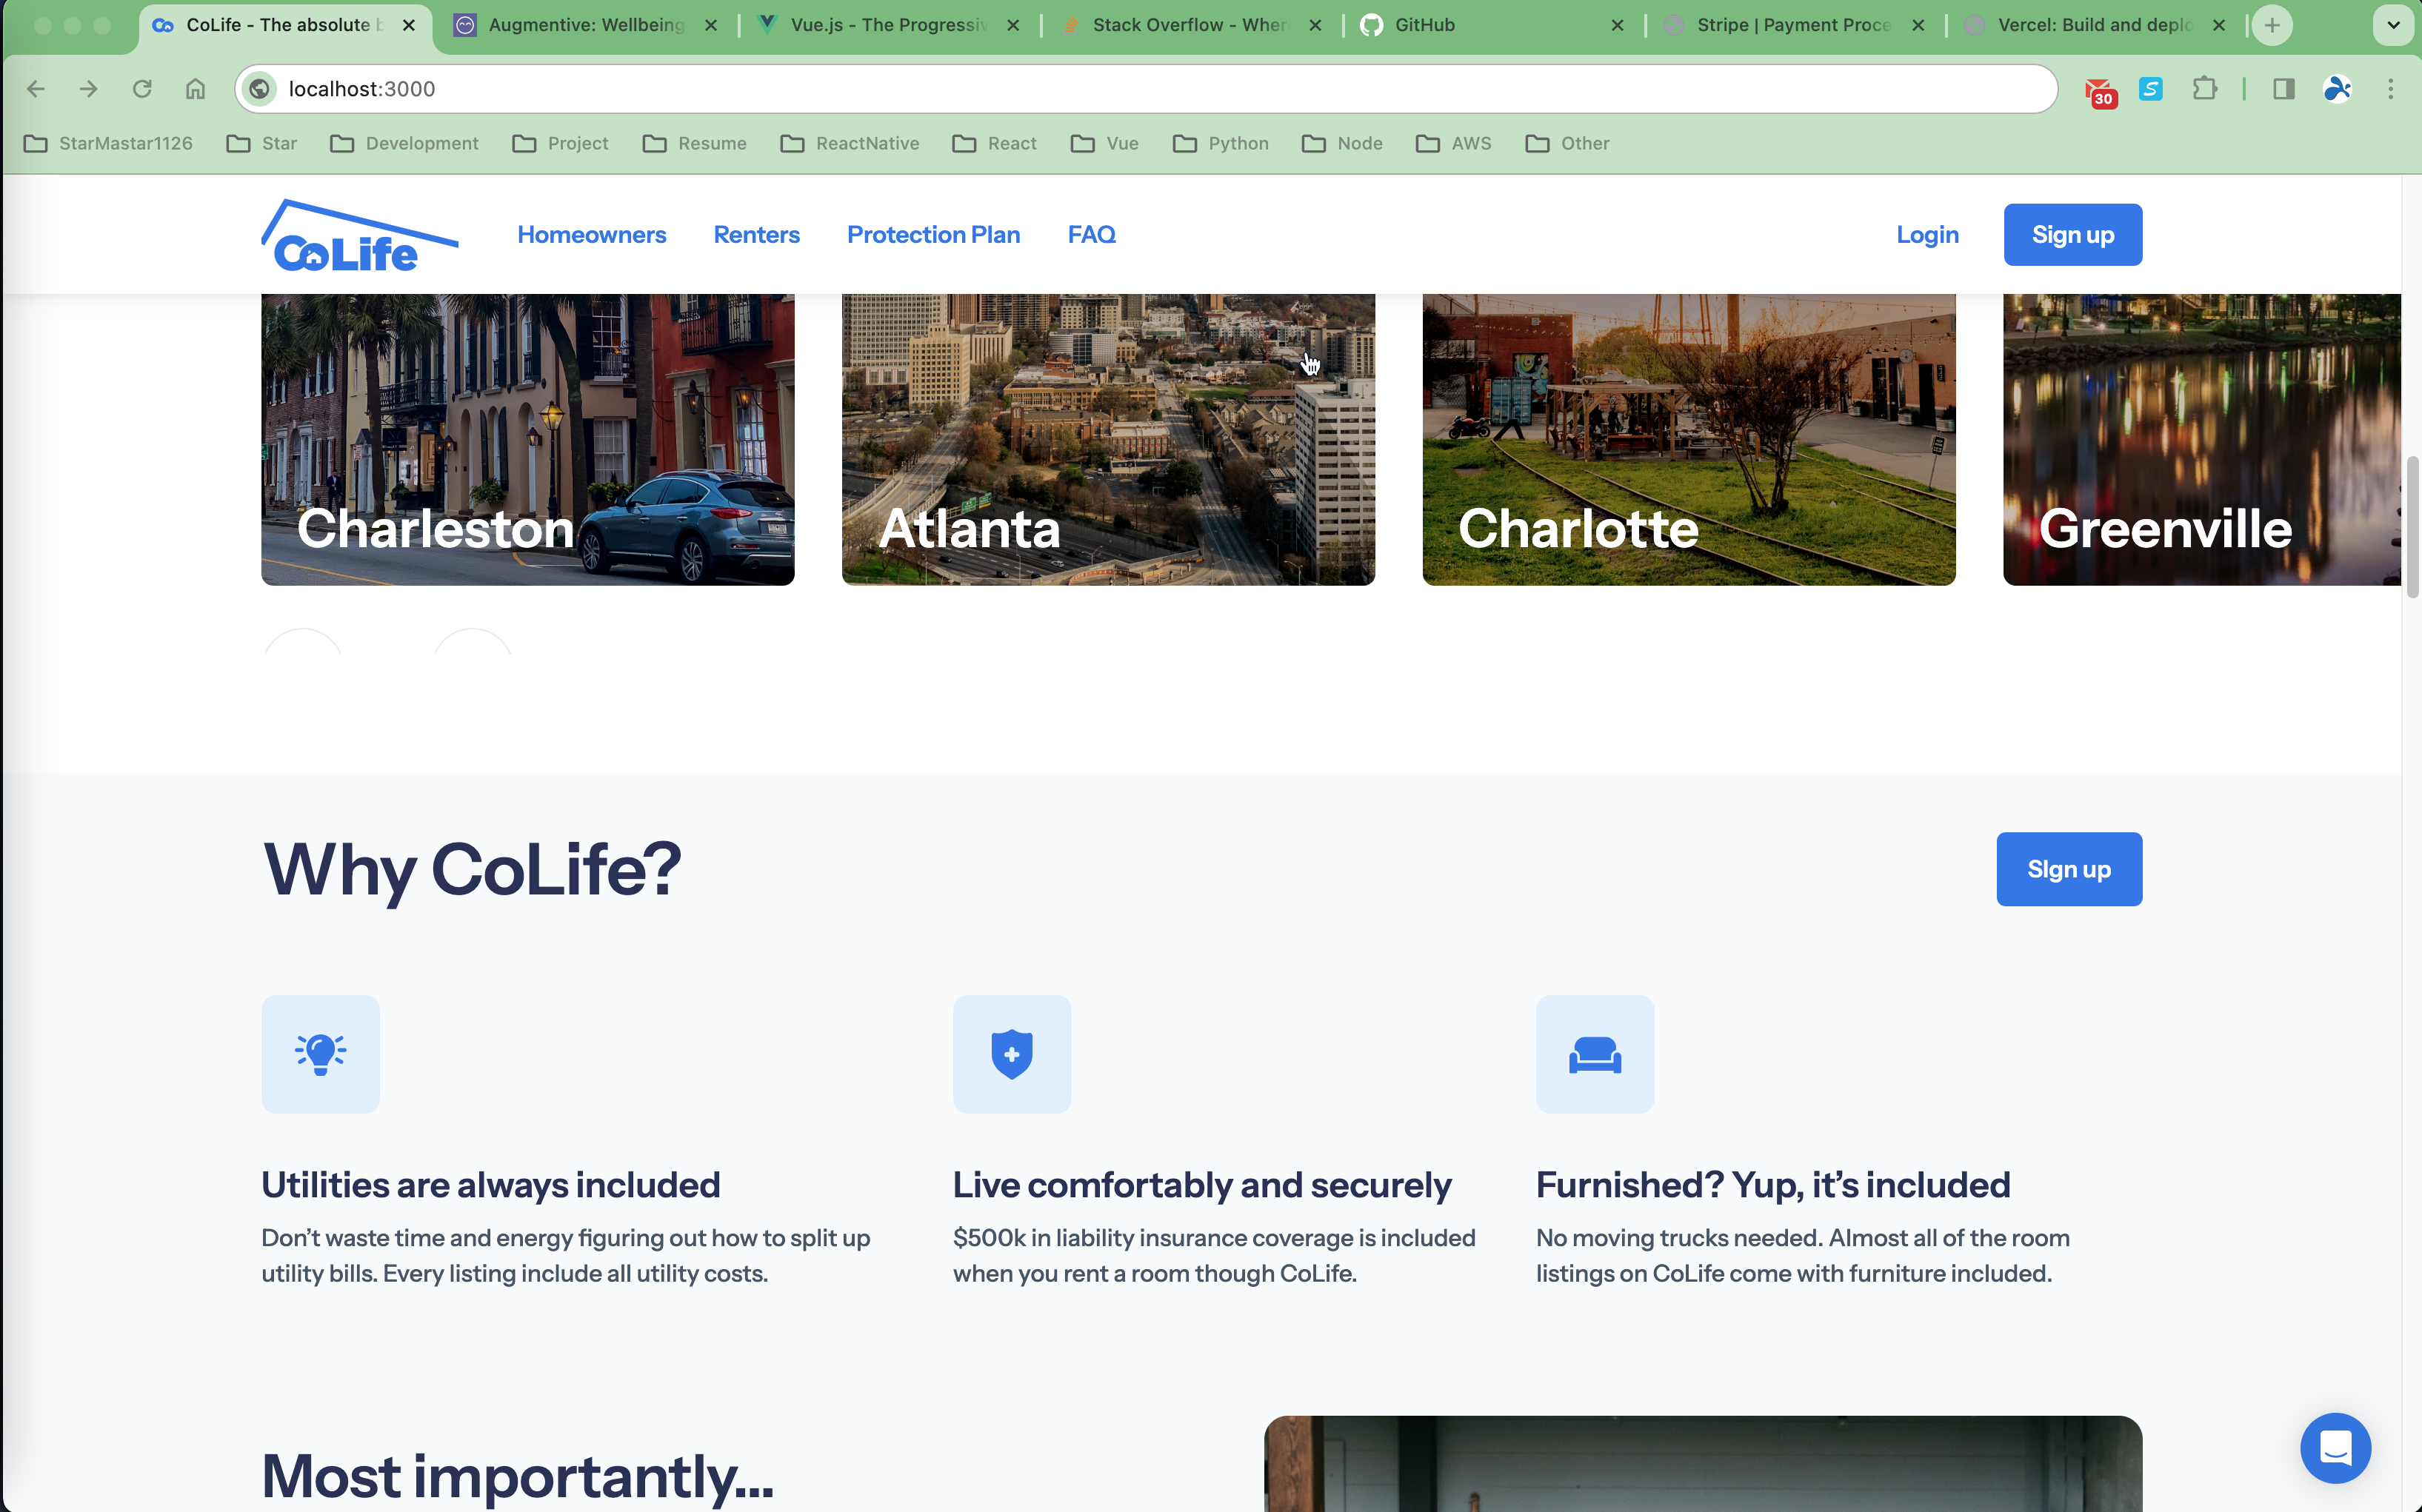 CoLife - The absolute b
Augmentive: Wellbeing
Vue.js - The Progressiv
Stack Overflow - Wher
GitHub
Stripe | Payment Proce
Vercel: Build and deplo
localhost:3000
30
StarMastar1126
Star
Development
Project
Resume
ReactNative
React
Vue
Python
Node
AWS
Other
CoLife
Homeowners
Renters
Protection Plan
FAQ
Login
Sign up
Charleston
Atlanta
Charlotte
Greenville
Why CoLife?
SIgn up
Utilities are always included
Don’t waste time and energy figuring out how to split up
utility bills. Every listing include all utility costs.
Live comfortably and securely
$500k in liability insurance coverage is included
when you rent a room though CoLife.
Furnished? Yup, it’s included
No moving trucks needed. Almost all of the room
listings on CoLife come with furniture included.
Most importantly...